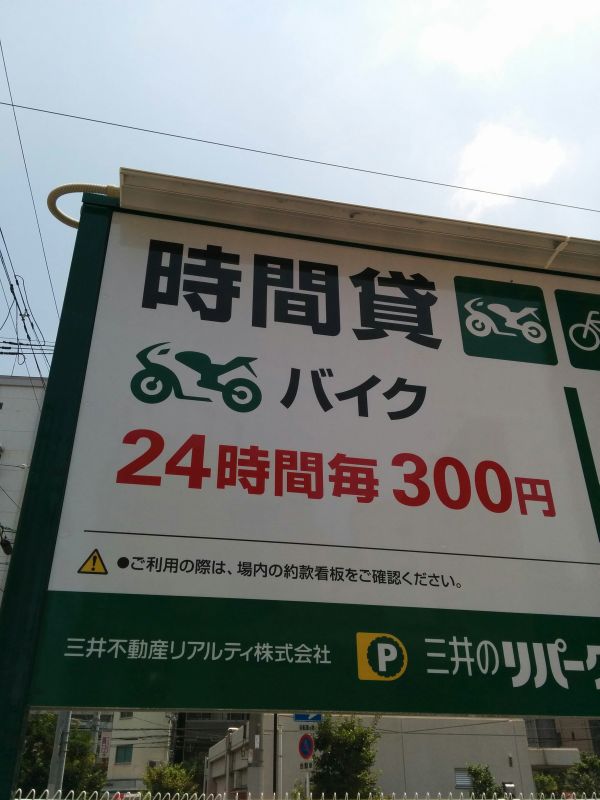 時間貸
バイク
24時間毎 300円
●ご利用の際は、場内の約款看板をご確認ください。
三井不動産リアルティ株式会社
P 三井のリパーク